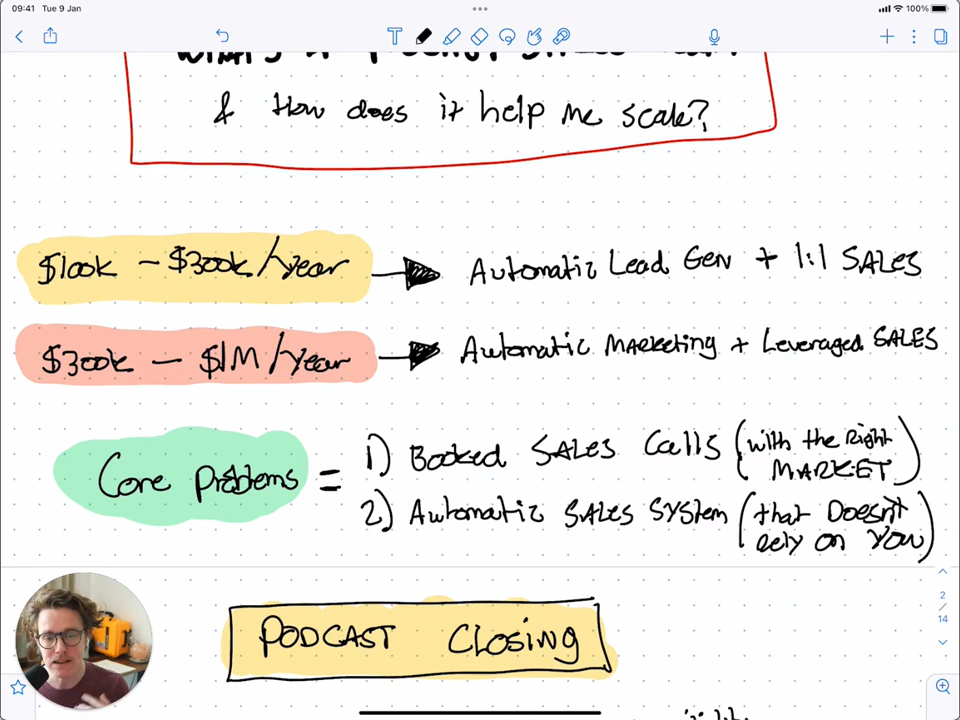 09:41 Tue 9 Jan
100%
& How does it help me scale?
$100k - $300k/year → Automatic Lead Gen + 1:1 SALES
$300k - $1M/year → Automatic MARketing + Leveraged SALES
Core Problems = 1) Booked SALES Calls (with the Right
MARKET)
2) Automatic SALES SYSTEM (that Doesn't
rely on You)
2
/
14
PODCAST Closing